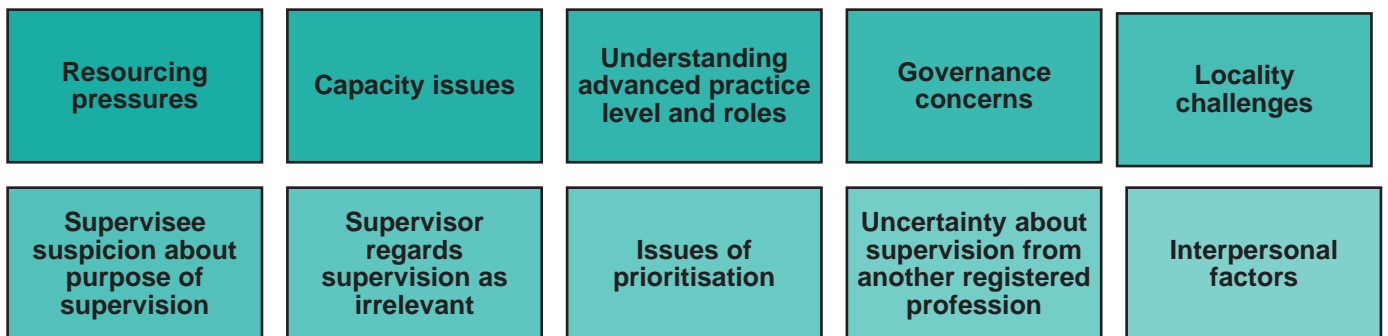 Resourcing
pressures
Capacity issues
Understanding
advanced practice
level and roles
Governance
concerns
Locality
challenges
Supervisee
suspicion about
purpose of
supervision
Supervisor
regards
supervision as
irrelevant
Issues of
prioritisation
Uncertainty about
supervision from
another registered
profession
Interpersonal
factors